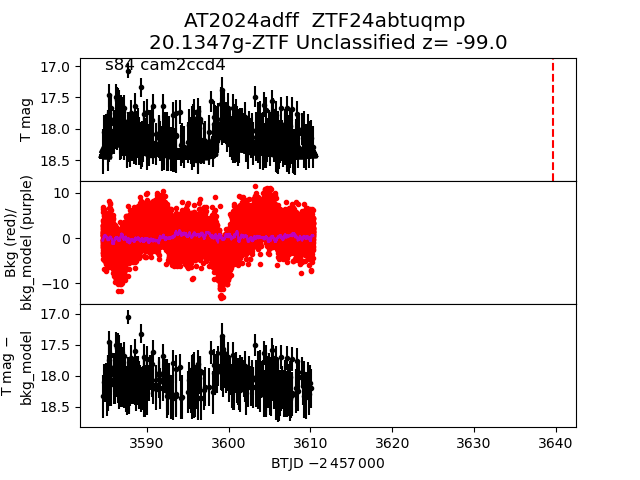 AT2024adff  ZTF24abtuqmp
20.1347g-ZTF Unclassified z= -99.0
s84 cam2ccd4
17.0
17.5
18.0
18.5
T mag
10
0
−10
Bkg (red)/
bkg_model (purple)
17.0
17.5
18.0
18.5
T mag −
bkg_model
3590
3600
3610
3620
3630
3640
BTJD −2 457 000